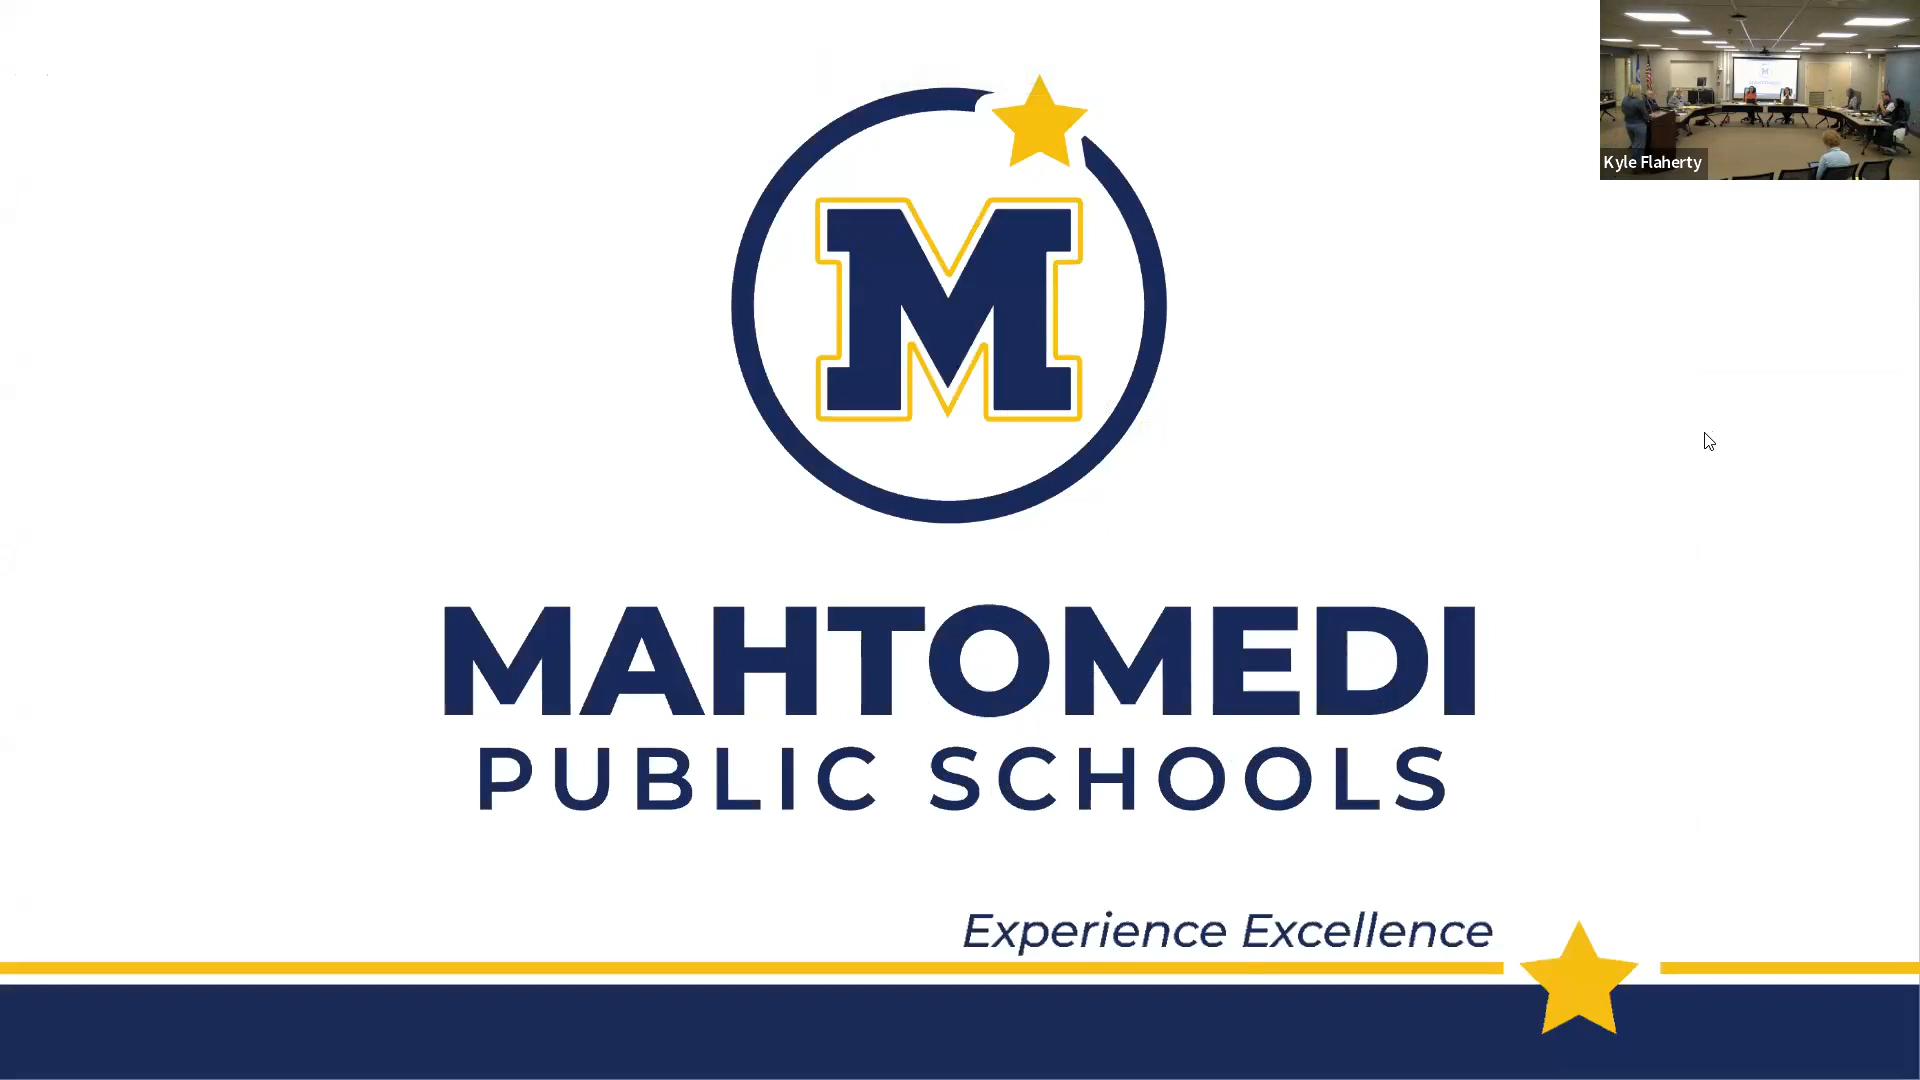 Kyle Flaherty
M
MAHTOMEDI
PUBLIC SCHOOLS
Experience Excellence